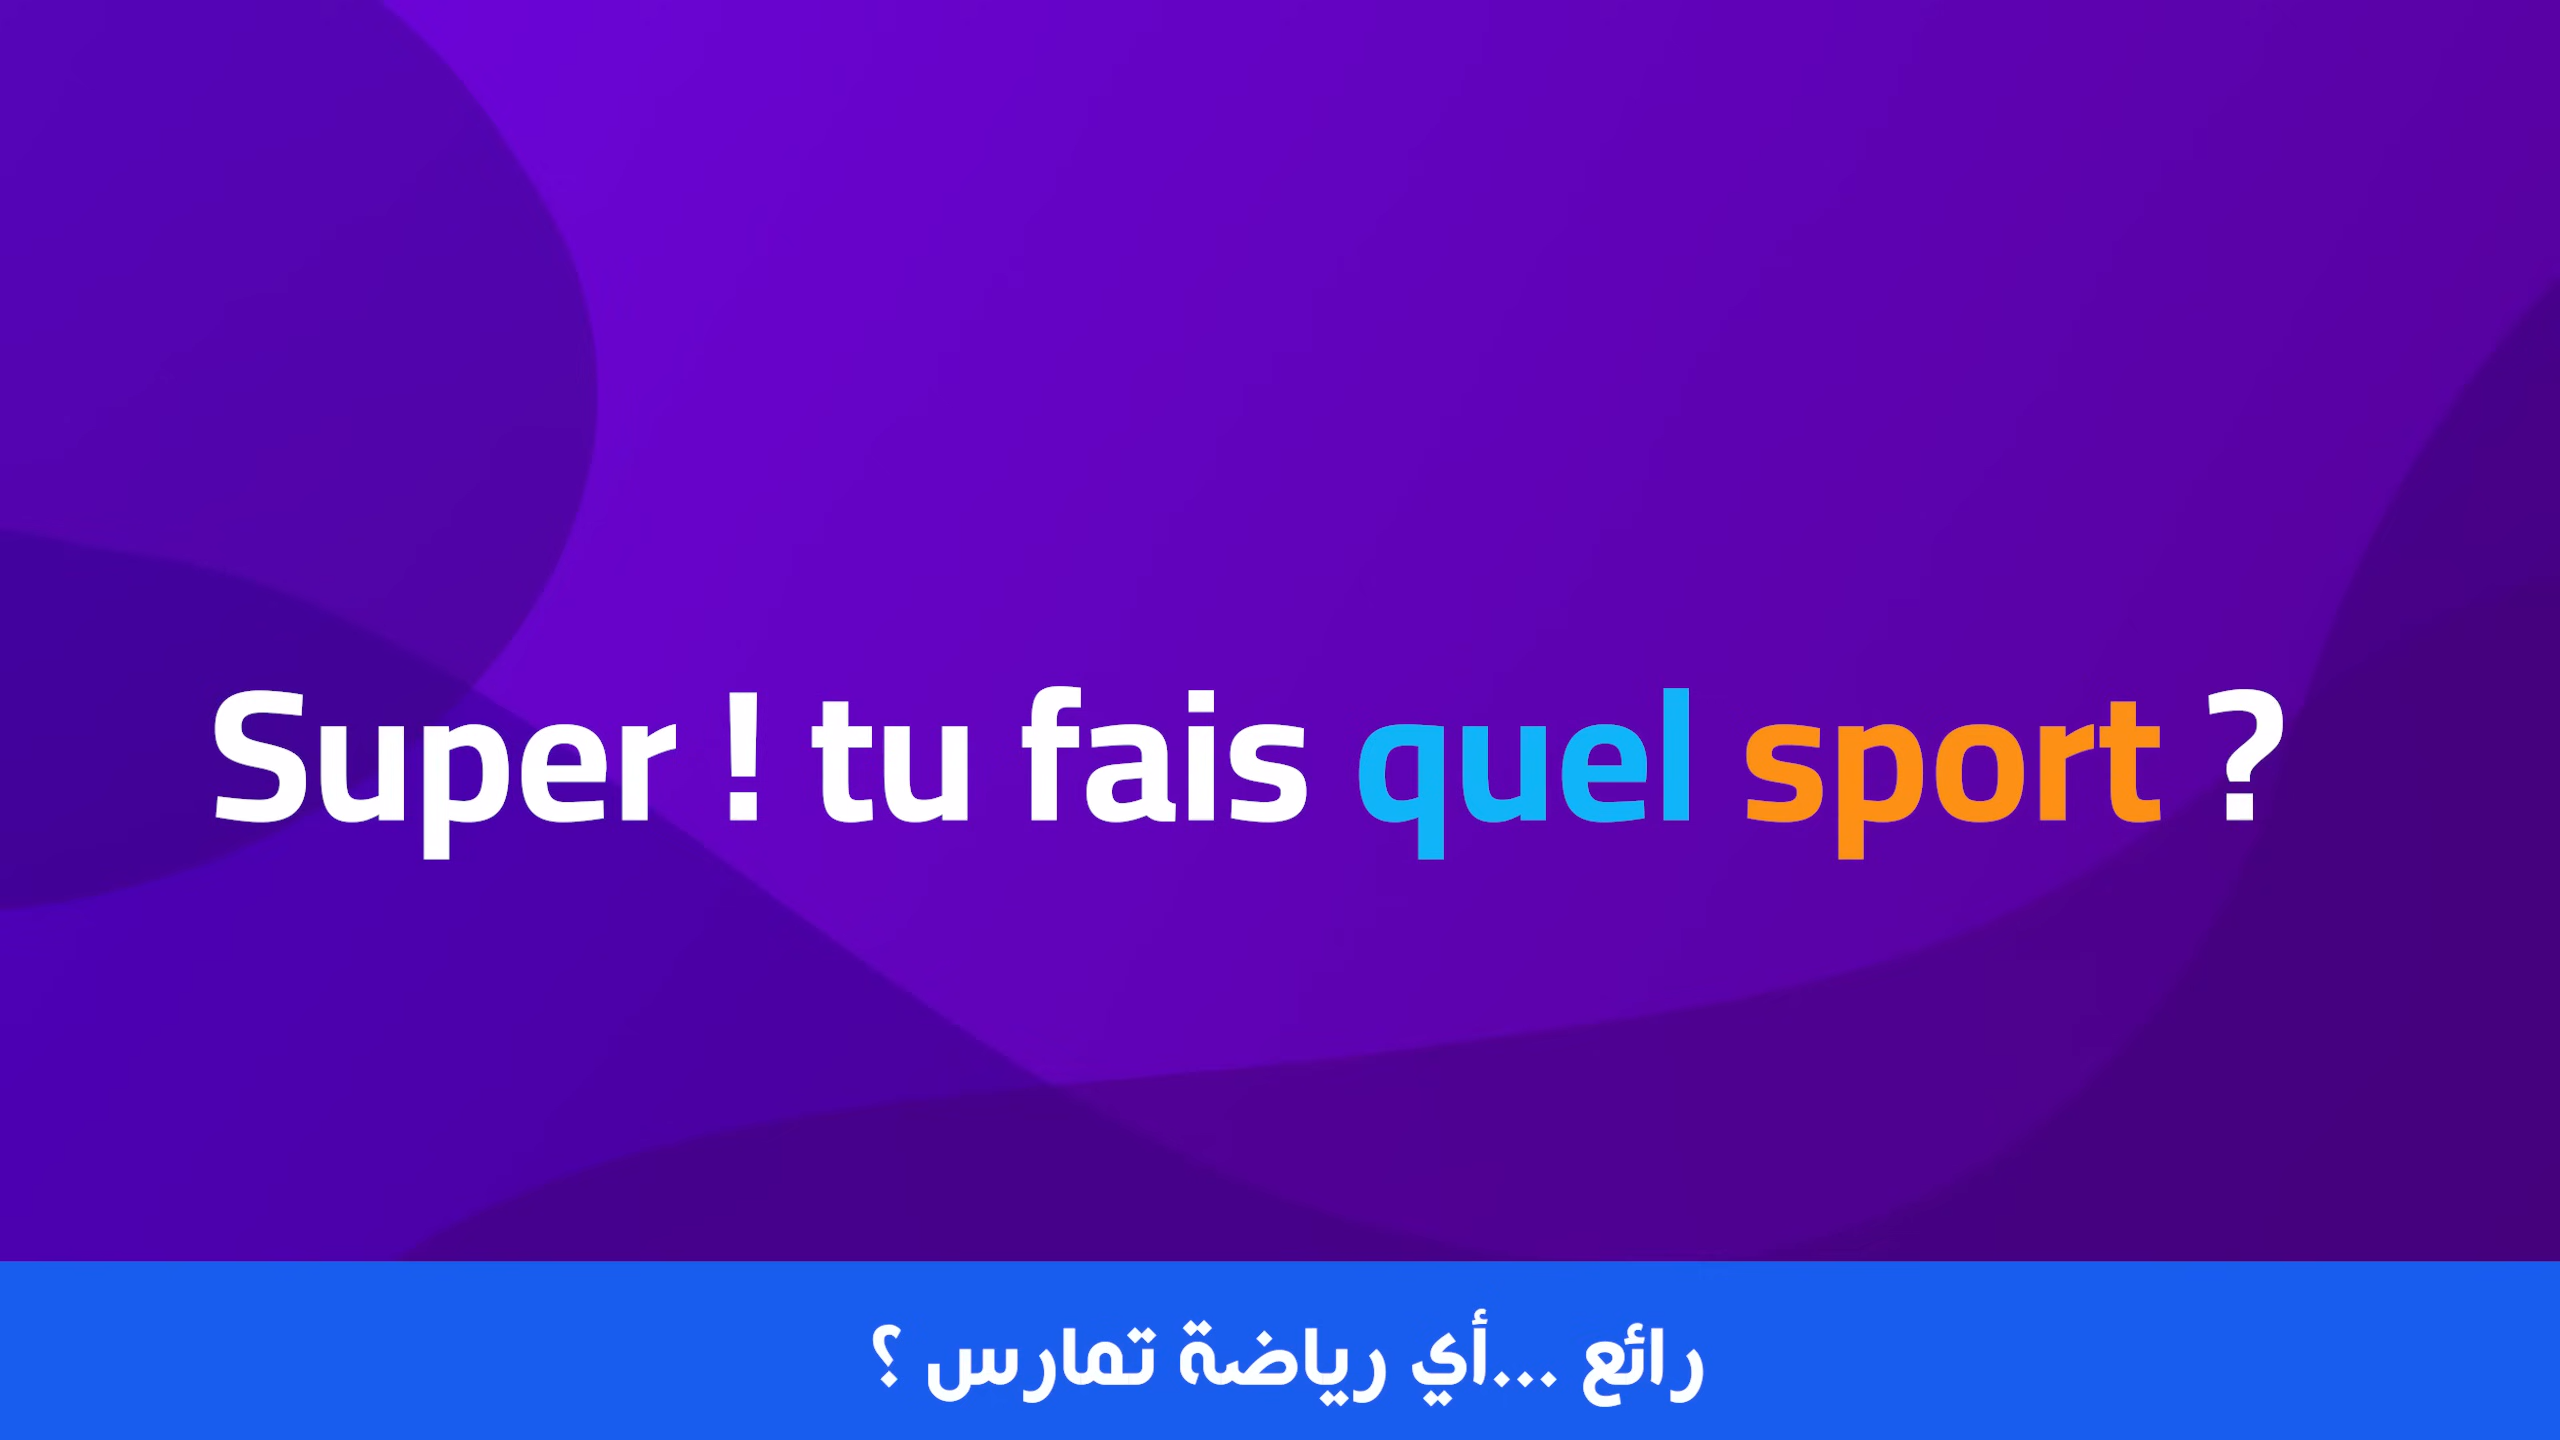 Super ! tu fais quel sport ?
رائع ...أي رياضة تمارس ؟